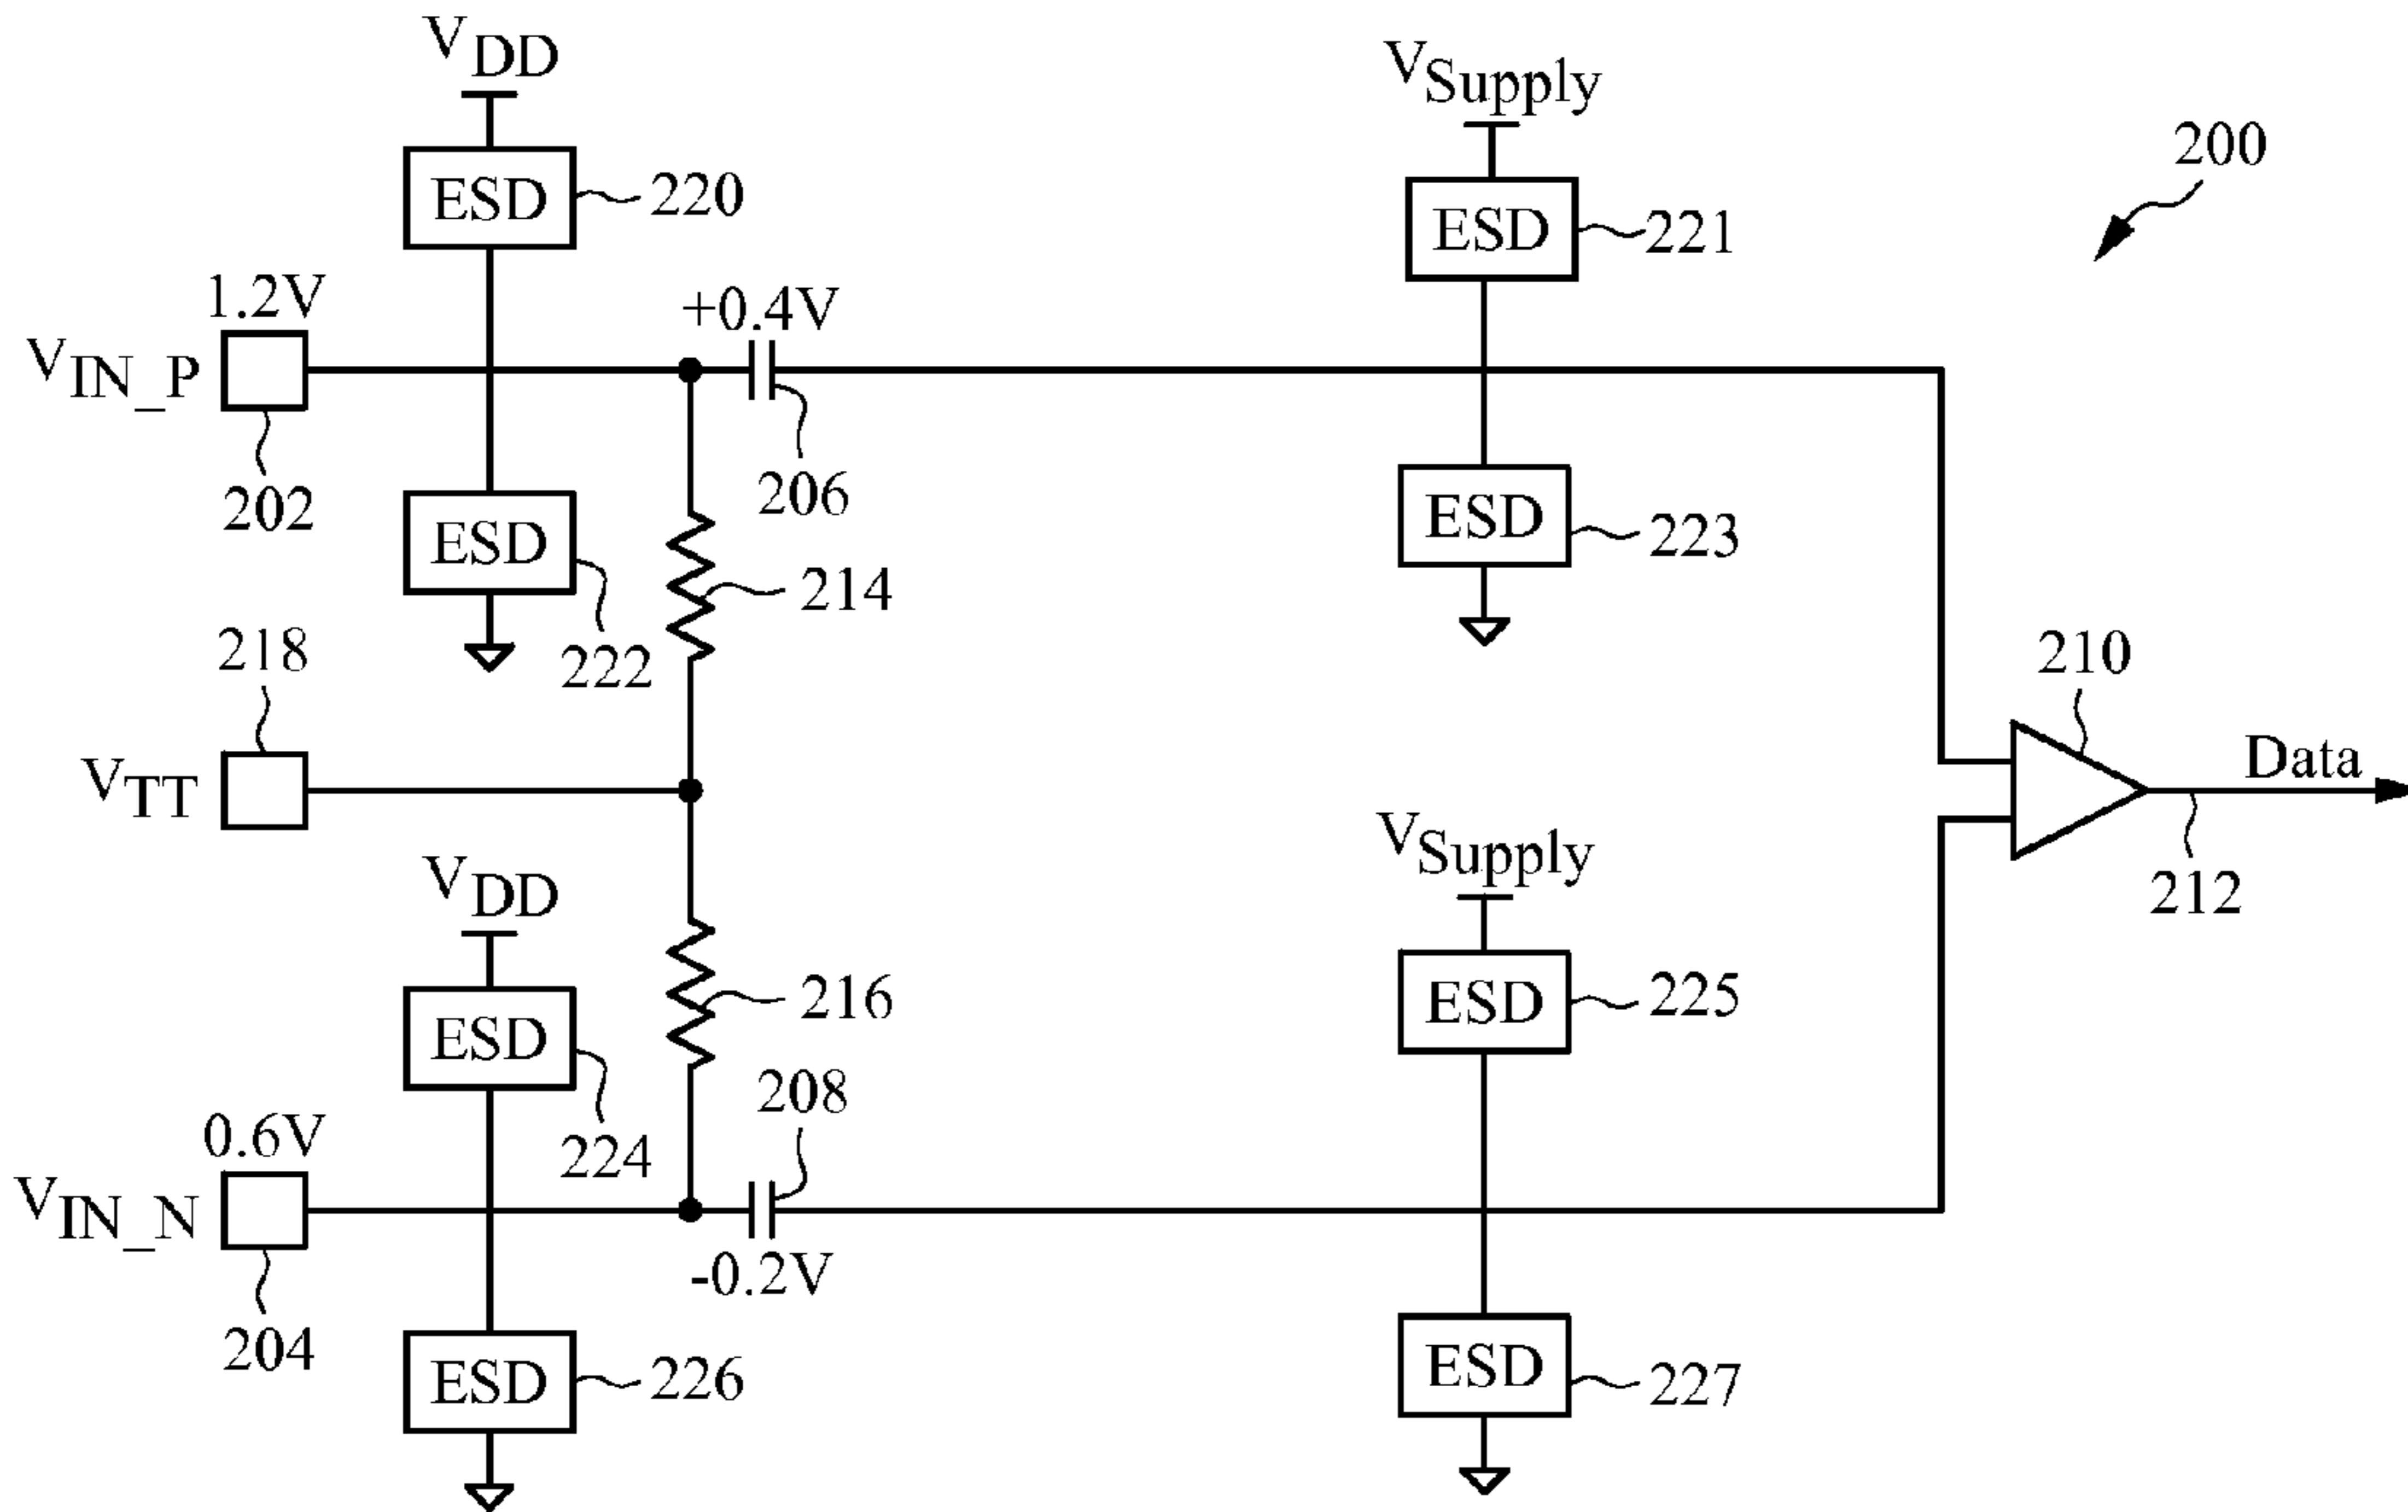 VDD
ESD
220
VSupply
ESD
221
200
1.2V
VIN_P
202
+0.4V
206
ESD
222
214
ESD
223
218
VTT
210
Data
212
VDD
ESD
224
216
VSupply
ESD
225
0.6V
VIN_N
204
208
-0.2V
ESD
226
ESD
227